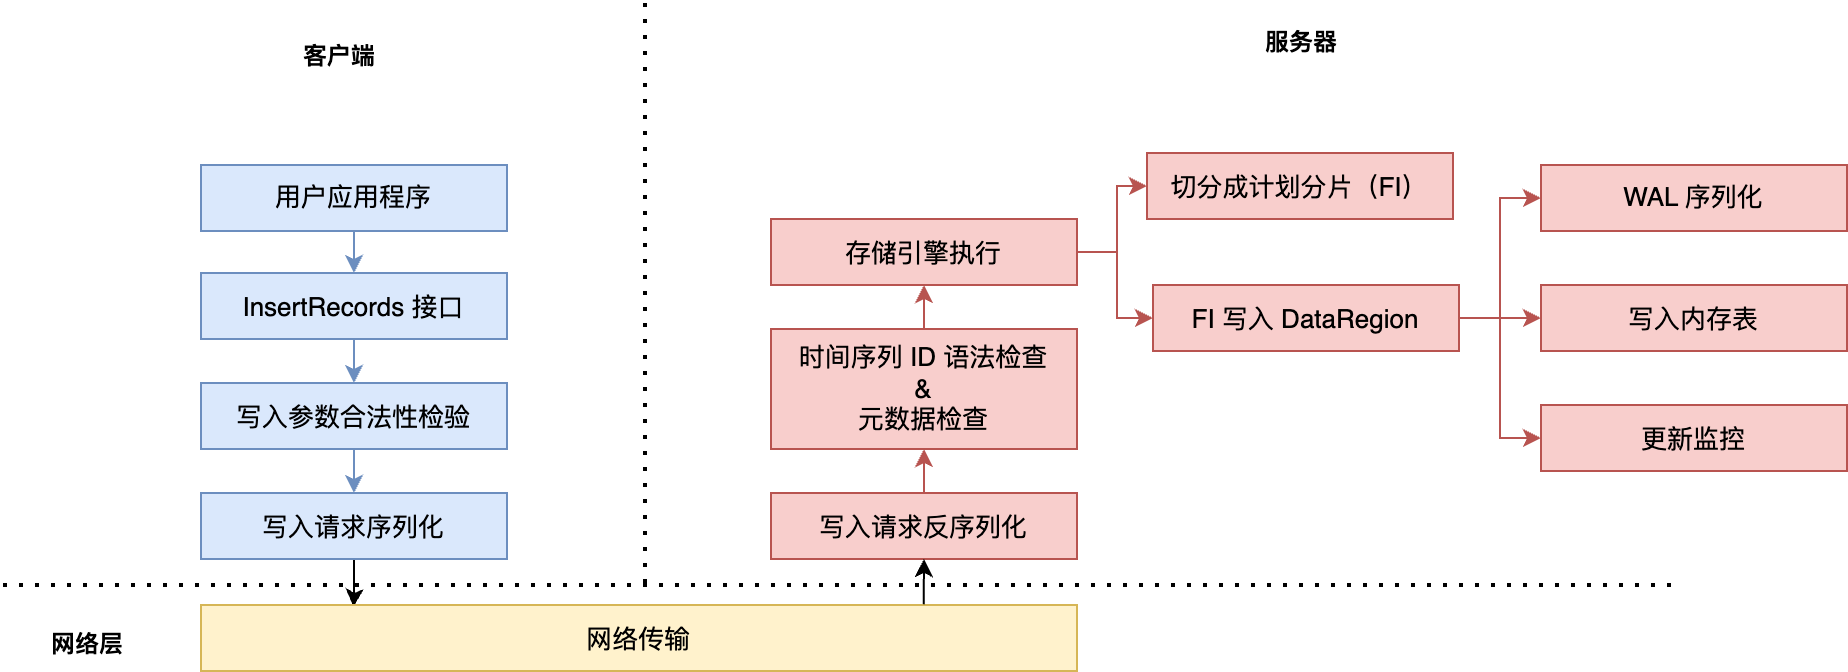 客户端
服务器
用户应用程序
InsertRecords 接口
写入参数合法性检验
写入请求序列化
网络层
网络传输
写入请求反序列化
时间序列 ID 语法检查
&
元数据检查
存储引擎执行
切分成计划分片（FI）
FI 写入 DataRegion
WAL 序列化
写入内存表
更新监控